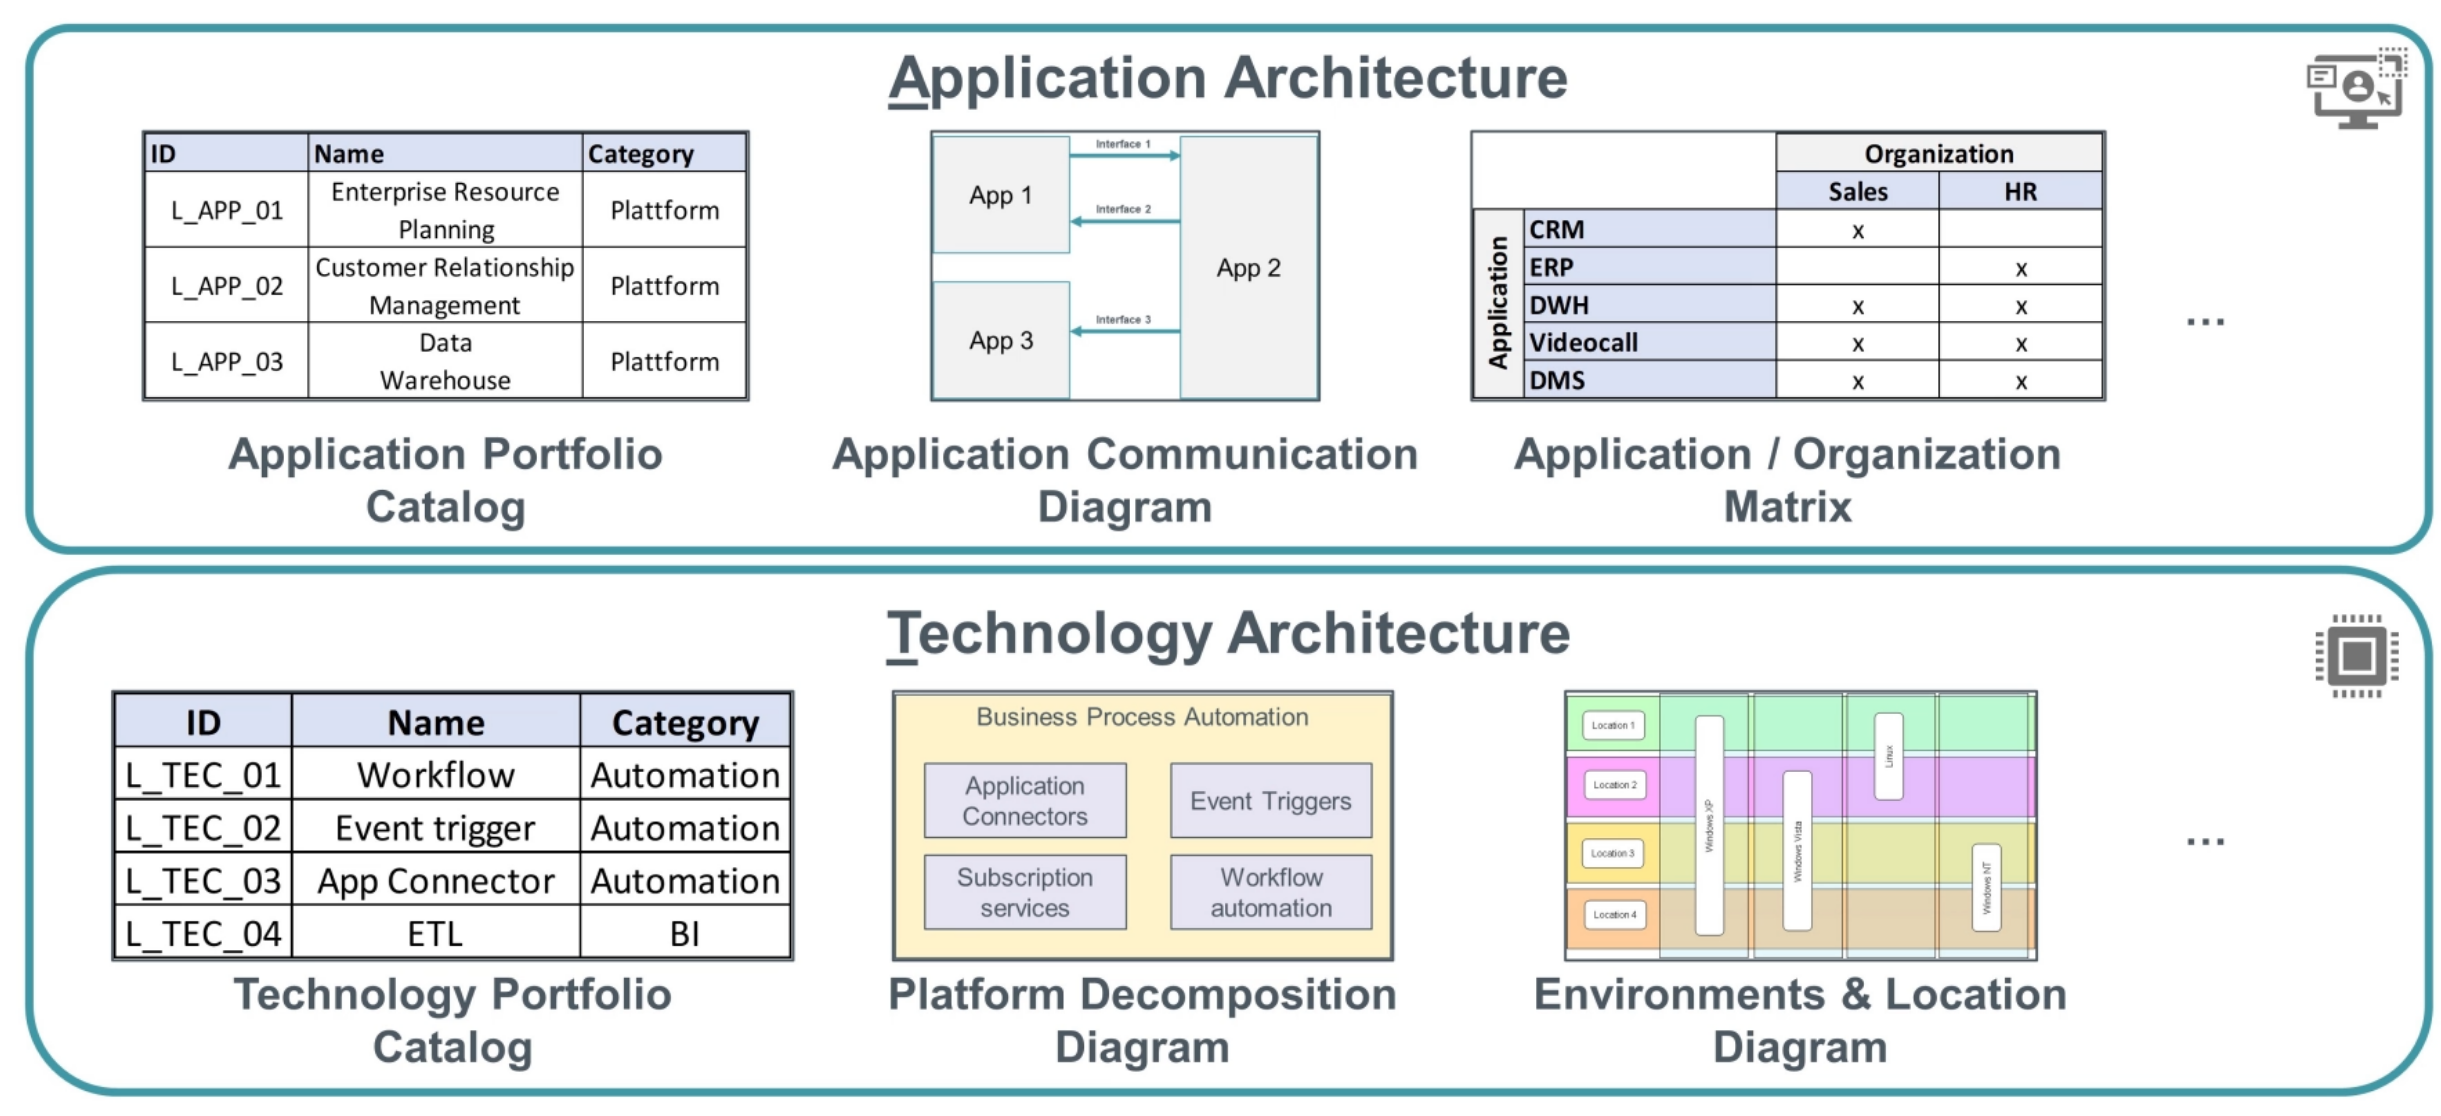 Application Architecture
ID Name Category
L_APP_01 Enterprise Resource Planning Plattform
L_APP_02 Customer Relationship Management Plattform
L_APP_03 Data Warehouse Plattform
Application Portfolio
Catalog
App 1
App 2
App 3
Interface 1
Interface 2
Interface 3
Application Communication
Diagram
Organization
Sales HR
Application
CRM x
ERP x
DWH x x
Videocall x x
DMS x x
Application / Organization
Matrix
...
Technology Architecture
ID Name Category
L_TEC_01 Workflow Automation
L_TEC_02 Event trigger Automation
L_TEC_03 App Connector Automation
L_TEC_04 ETL BI
Technology Portfolio
Catalog
Business Process Automation
Application
Connectors
Event Triggers
Subscription
services
Workflow
automation
Platform Decomposition
Diagram
Location 1
Location 2
Location 3
Location 4
Windows XP
Windows Vista
Linux
Windows NT
Environments & Location
Diagram
...